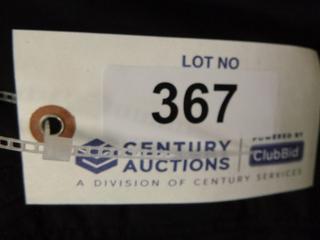 LOT NO
367
CENTURY AUCTIONS
POWERED BY
ClubBid
A DIVISION OF CENTURY SERVICES